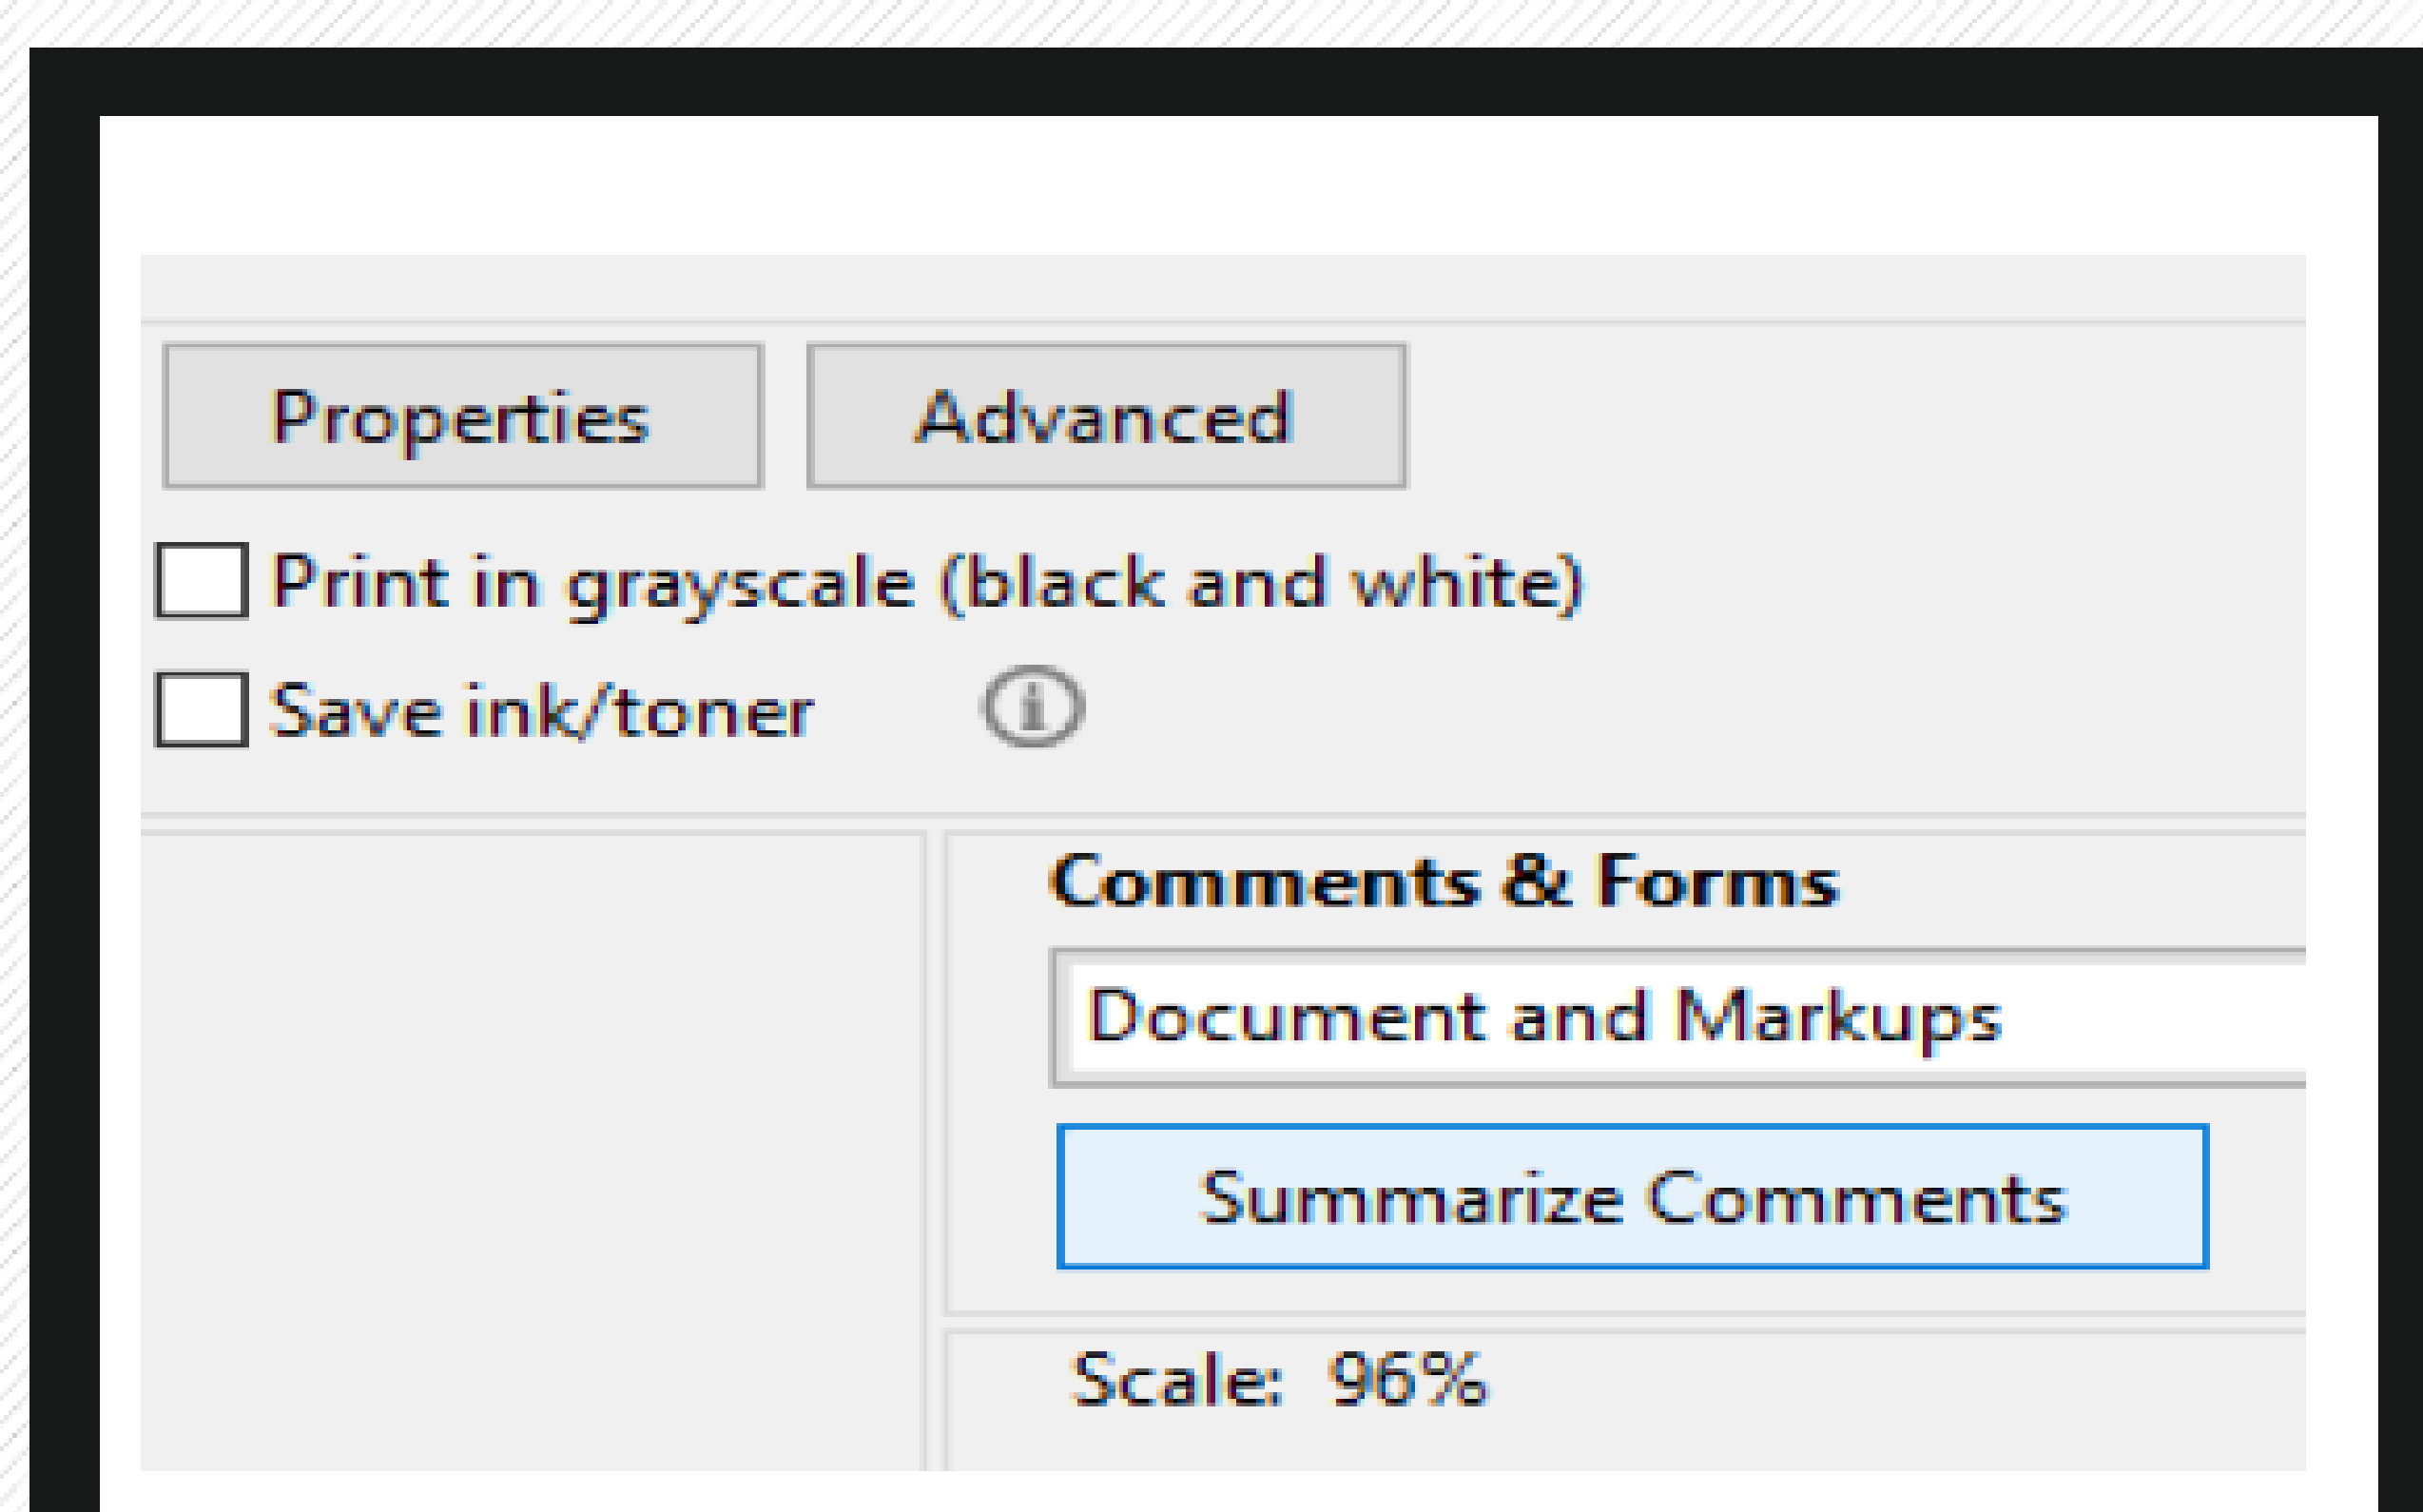 Properties Advanced
Print in grayscale (black and white)
Save ink/toner
Comments & Forms
Document and Markups
Summarize Comments
Scale: 96%